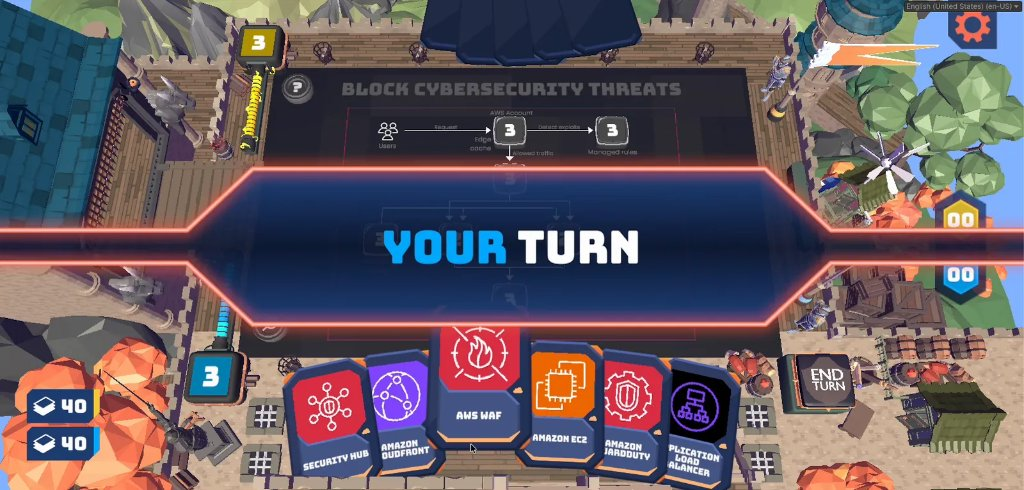 English (United States) (en-US)
3
?
BLOCK CYBERSECURITY THREATS
AWS Account
Users
Request
Edge
cache
3
Detect exploits
3
Managed rules
Allowed traffic
3
YOUR TURN
00
00
3
40
40
SECURITY HUB
AMAZON
OUDFRONT
AWS WAF
AMAZON EC2
AMAZON
UARDDUTY
PLICATION
LOAD
ALANCER
END
TURN